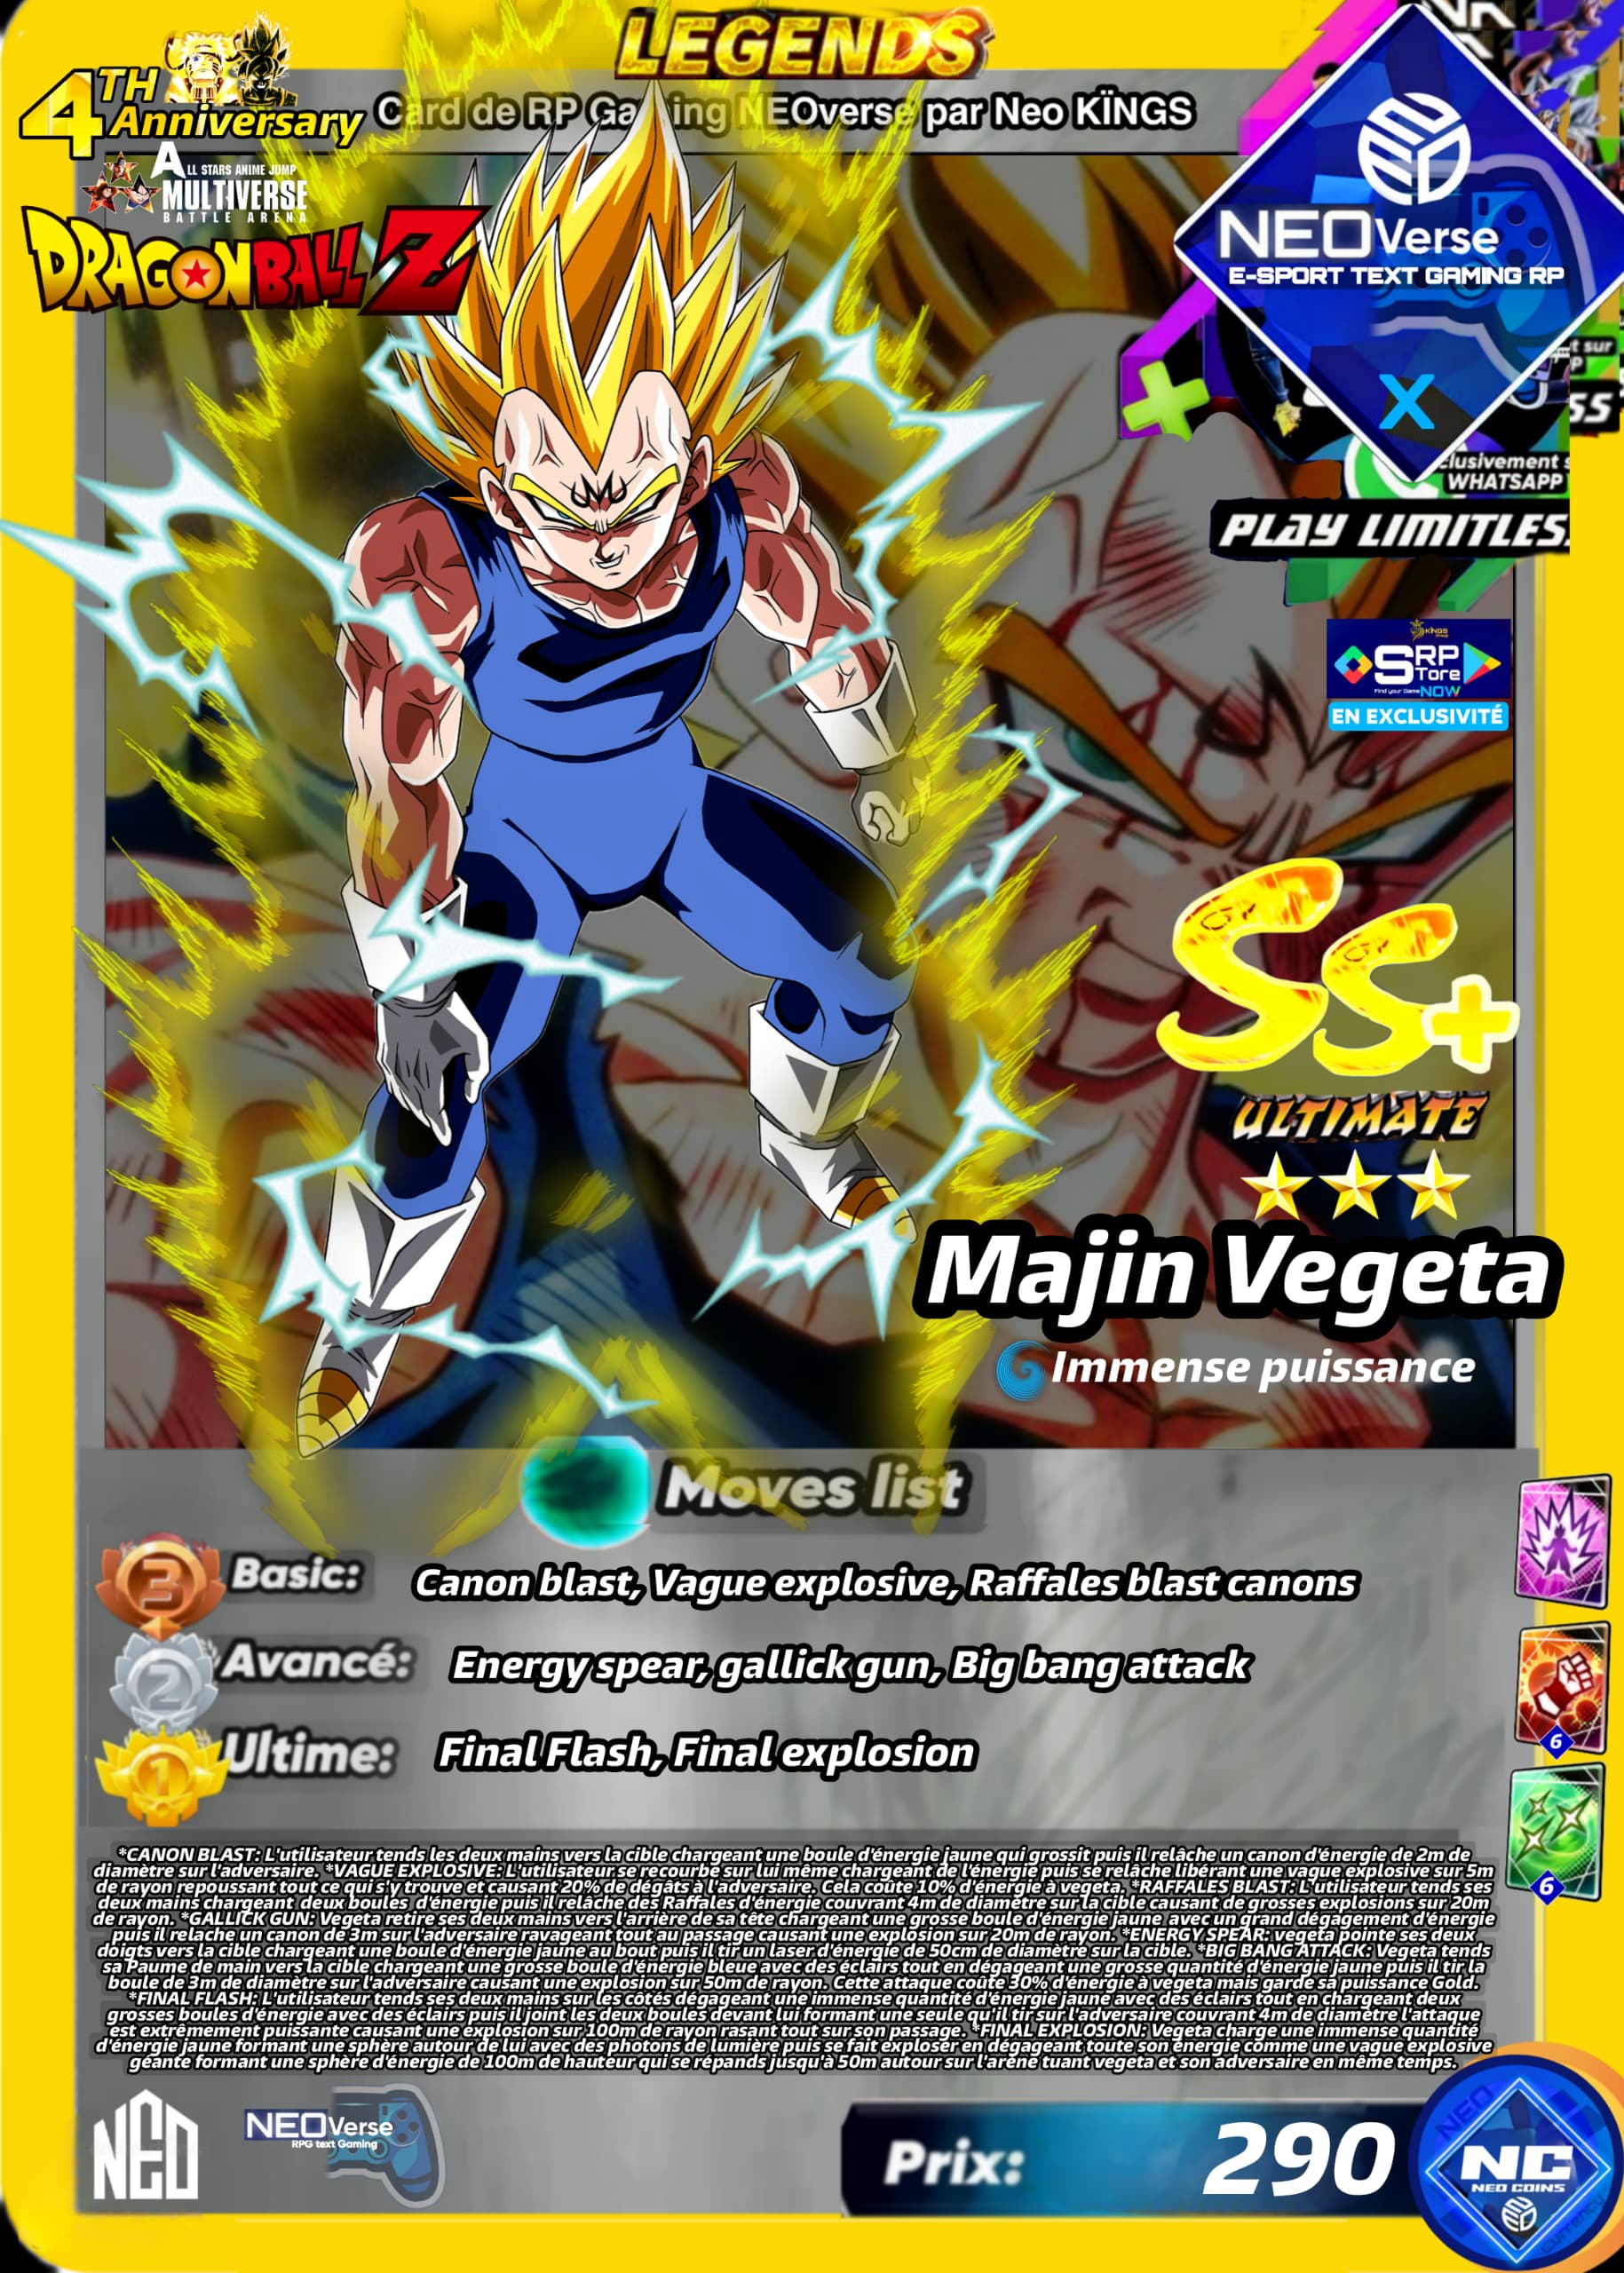 LEGENDS
4TH Anniversary
Card de RP Ga ing NEOverse par Neo KÏNGS
ALL STARS ANIME JUMP
MULTIVERSE
BATTLE ARENA
DRAGONBALL Z
NEOVerse
E-SPORT TEXT GAMING RP
X
t sur
SS
clusivement
WHATSAPP
PLAY LIMITLES
KÏNGS
SRP
Tore
Find your Game NOW
EN EXCLUSIVITÉ
SS+
ULTIMATE
Majin Vegeta
Immense puissance
Moves list
3 Basic: Canon blast, Vague explosive, Raffales blast canons
2 Avancé: Energy spear, gallick gun, Big bang attack
1 Ultime: Final Flash, Final explosion
6
6
*CANON BLAST: L'utilisateur tends les deux mains vers la cible chargeant une boule d'énergie jaune qui grossit puis il relâche un canon d'énergie de 2m de
diamètre sur l'adversaire. *VAGUE EXPLOSIVE: L'utilisateur se recourbe sur lui même chargeant de l'énergie puis se relâche libérant une vague explosive sur 5m
de rayon repoussant tout ce qui s'y trouve et causant 20% de dégâts à l'adversaire. Cela coûte 10% d'énergie à vegeta. *RAFFALES BLAST: L'utilisateur tends ses
deux mains chargeant deux boules d'énergie puis il relâche des Raffales d'énergie couvrant 4m de diamètre sur la cible causant de grosses explosions sur 20m
de rayon. *GALLICK GUN: Vegeta retire ses deux mains vers l'arrière de sa tête chargeant une grosse boule d'énergie jaune avec un grand dégagement d'énergie
puis il relache un canon de 3m sur l'adversaire ravageant tout au passage causant une explosion sur 20m de rayon. *ENERGY SPEAR: vegeta pointe ses deux
doigts vers la cible chargeant une boule d'énergie jaune au bout puis il tir un laser d'énergie de 50cm de diamètre sur la cible. *BIG BANG ATTACK: Vegeta tends
sa Paume de main vers la cible chargeant une grosse boule d'énergie bleue avec des éclairs tout en dégageant une grosse quantité d'énergie jaune puis il tir la
boule de 3m de diamètre sur l'adversaire causant une explosion sur 50m de rayon. Cette attaque coûte 30% d'énergie à vegeta mais garde sa puissance Gold.
*FINAL FLASH: L'utilisateur tends ses deux mains sur les côtés dégageant une immense quantité d'énergie jaune avec des éclairs tout en chargeant deux
grosses boules d'énergie avec des éclairs puis il joint les deux boules devant lui formant une seule qu'il tir sur l'adversaire couvrant 4m de diamètre l'attaque
est extrêmement puissante causant une explosion sur 100m de rayon rasant tout sur son passage. *FINAL EXPLOSION: Vegeta charge une immense quantité
d'énergie jaune formant une sphère autour de lui avec des photons de lumière puis se fait exploser en dégageant toute son énergie comme une vague explosive
géante formant une sphère d'énergie de 100m de hauteur qui se répands jusqu'à 50m autour sur l'arène tuant vegeta et son adversaire en même temps.
NEO
NEOVerse
RPG text Gaming
Prix: 290
NC
NEO COINS
Currency